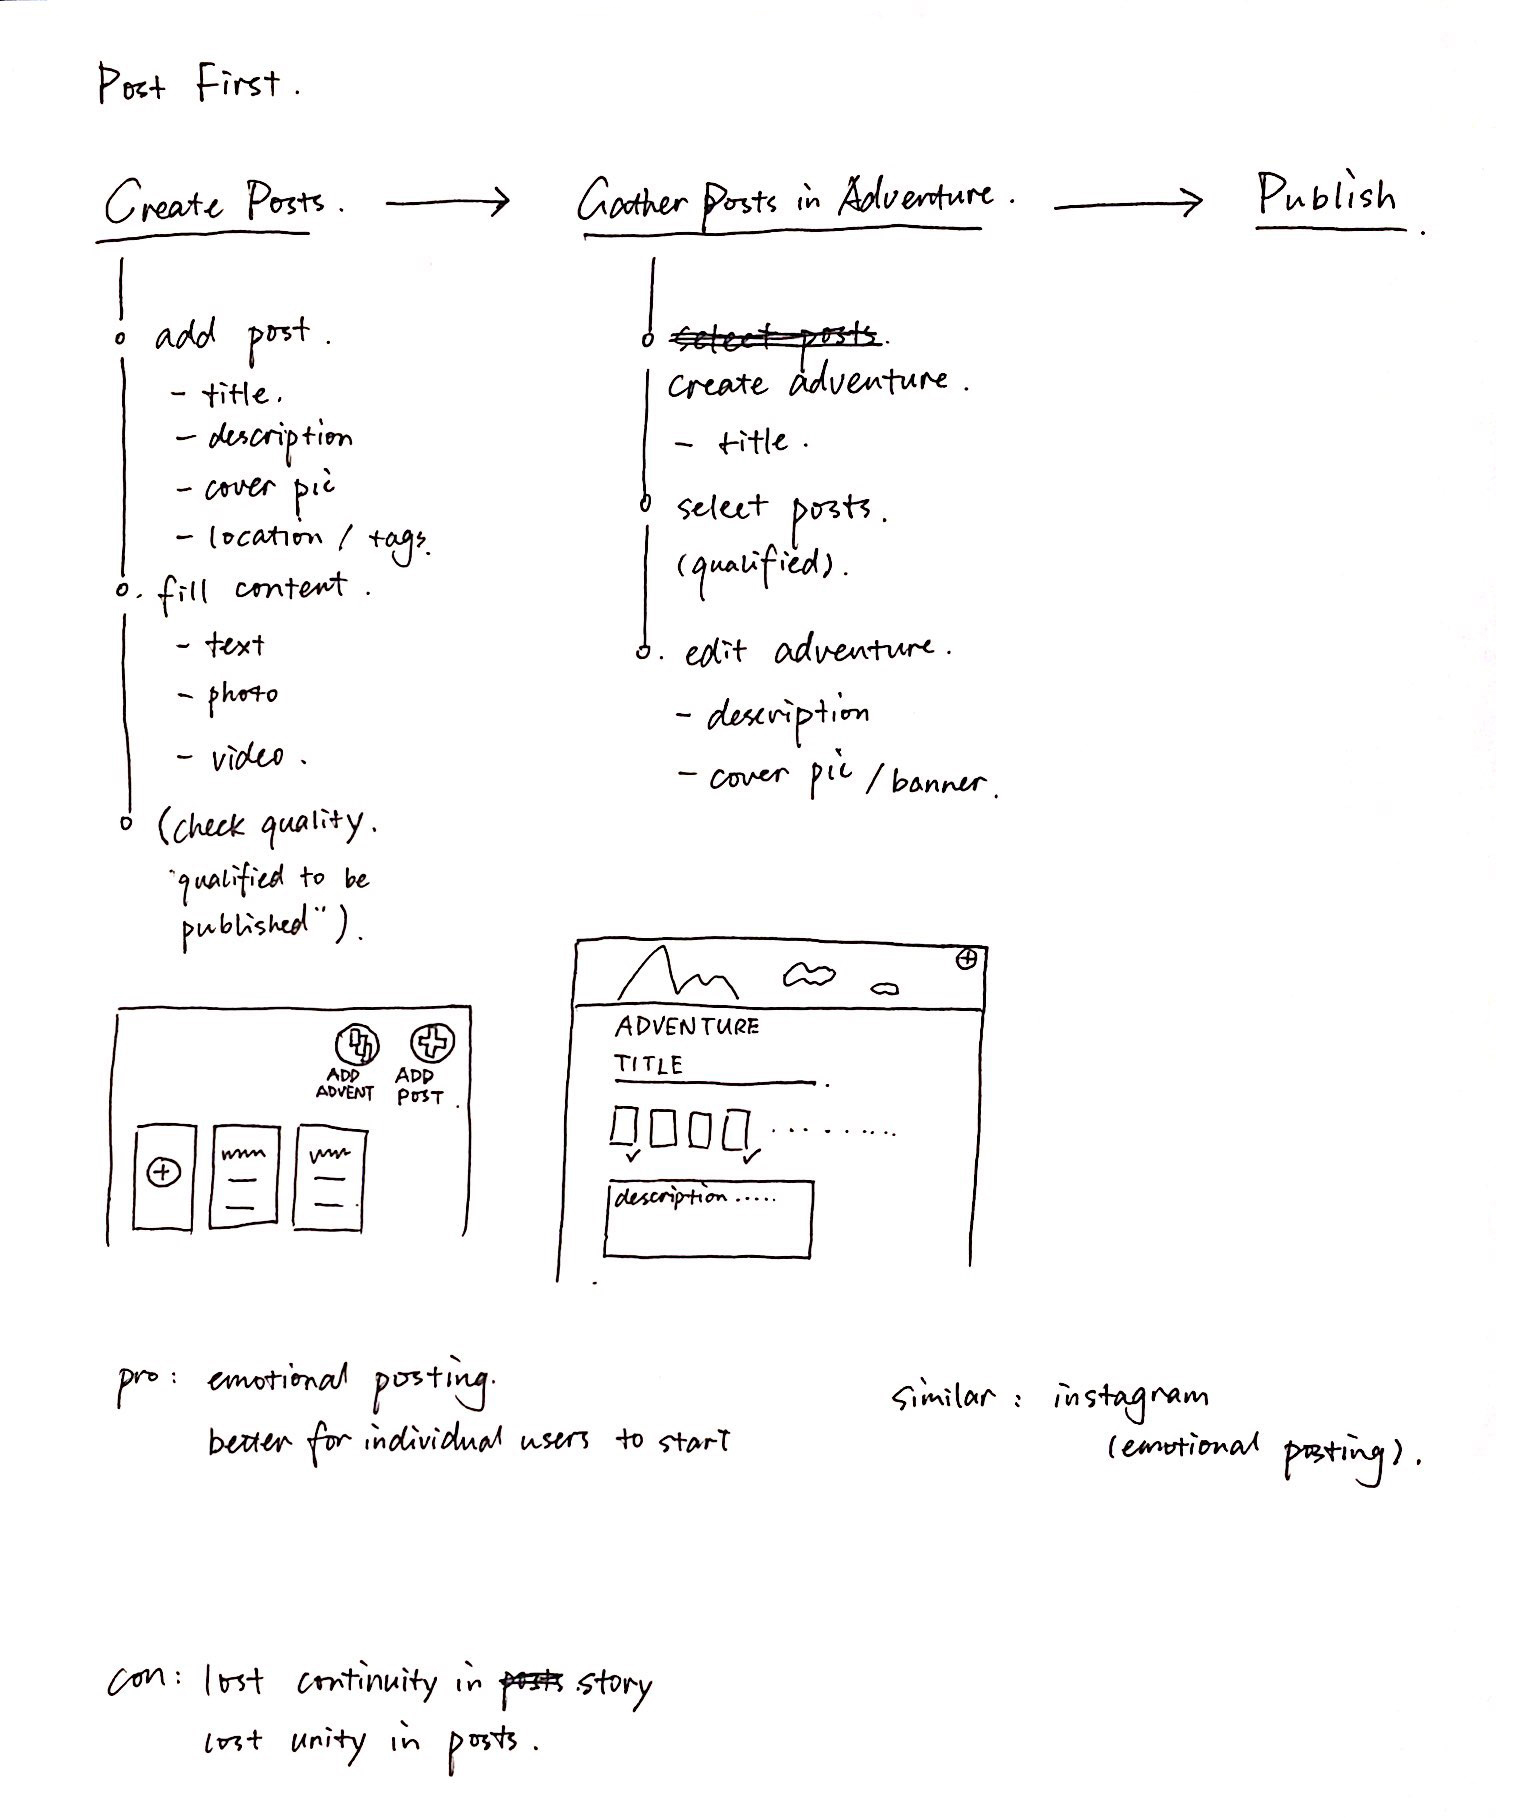 Post First.
Create Posts. → Gather Posts in Adventure. → Publish.
add post.
- title.
- description
- cover pic
- location / tags.
fill content.
- text
- photo
- video.
(check quality.
"qualified to be
published").
select posts.
create adventure.
- title.
select posts.
(qualified).
edit adventure.
- description
- cover pic / banner.
ADD
ADVENT
ADD
POST.
ADVENTURE
TITLE
description .....
pro: emotional posting.
better for individual users to start
similar: instagram
(emotional posting).
con: lost continuity in posts story
lost unity in posts.